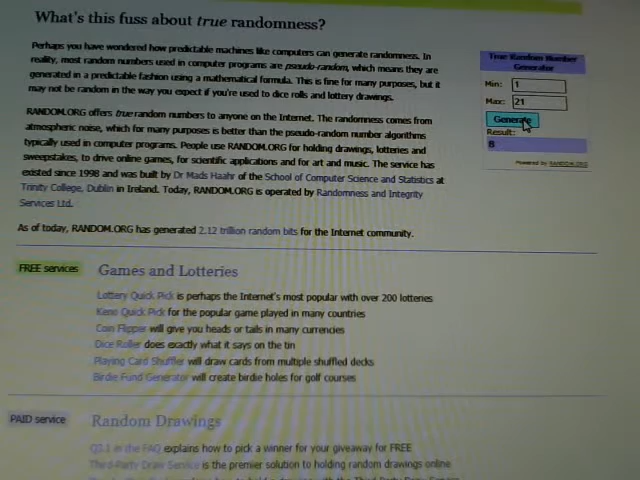 What's this fuss about true randomness?
Perhaps you have wondered how predictable machines like computers can generate randomness. In
reality, most random numbers used in computer programs are pseudo-random, which means they are
generated in a predictable fashion using a mathematical formula. This is fine for many purposes, but it
may not be random in the way you expect if you're used to dice rolls and lottery drawings.
RANDOM.ORG offers true random numbers to anyone on the Internet. The randomness comes from
atmospheric noise, which for many purposes is better than the pseudo-random number algorithms
typically used in computer programs. People use RANDOM.ORG for holding drawings, lotteries and
sweepstakes, to drive online games, for scientific applications and for art and music. The service has
existed since 1998 and was built by Dr Mads Haahr of the School of Computer Science and Statistics at
Trinity College, Dublin in Ireland. Today, RANDOM.ORG is operated by Randomness and Integrity
Services Ltd.
As of today, RANDOM.ORG has generated 2.12 trillion random bits for the Internet community.
True Random Number
Generator
Min: 1
Max: 21
Generate
Result:
8
Powered by RANDOM.ORG
FREE services
Games and Lotteries
Lottery Quick Pick is perhaps the Internet's most popular with over 200 lotteries
Keno Quick Pick for the popular game played in many countries
Coin Flipper will give you heads or tails in many currencies
Dice Roller does exactly what it says on the tin
Playing Card Shuffler will draw cards from multiple shuffled decks
Birdie Fund Generator will create birdie holes for golf courses
PAID service
Random Drawings
Q3.1 in the FAQ explains how to pick a winner for your giveaway for FREE
Third-Party Draw Service is the premier solution to holding random drawings online